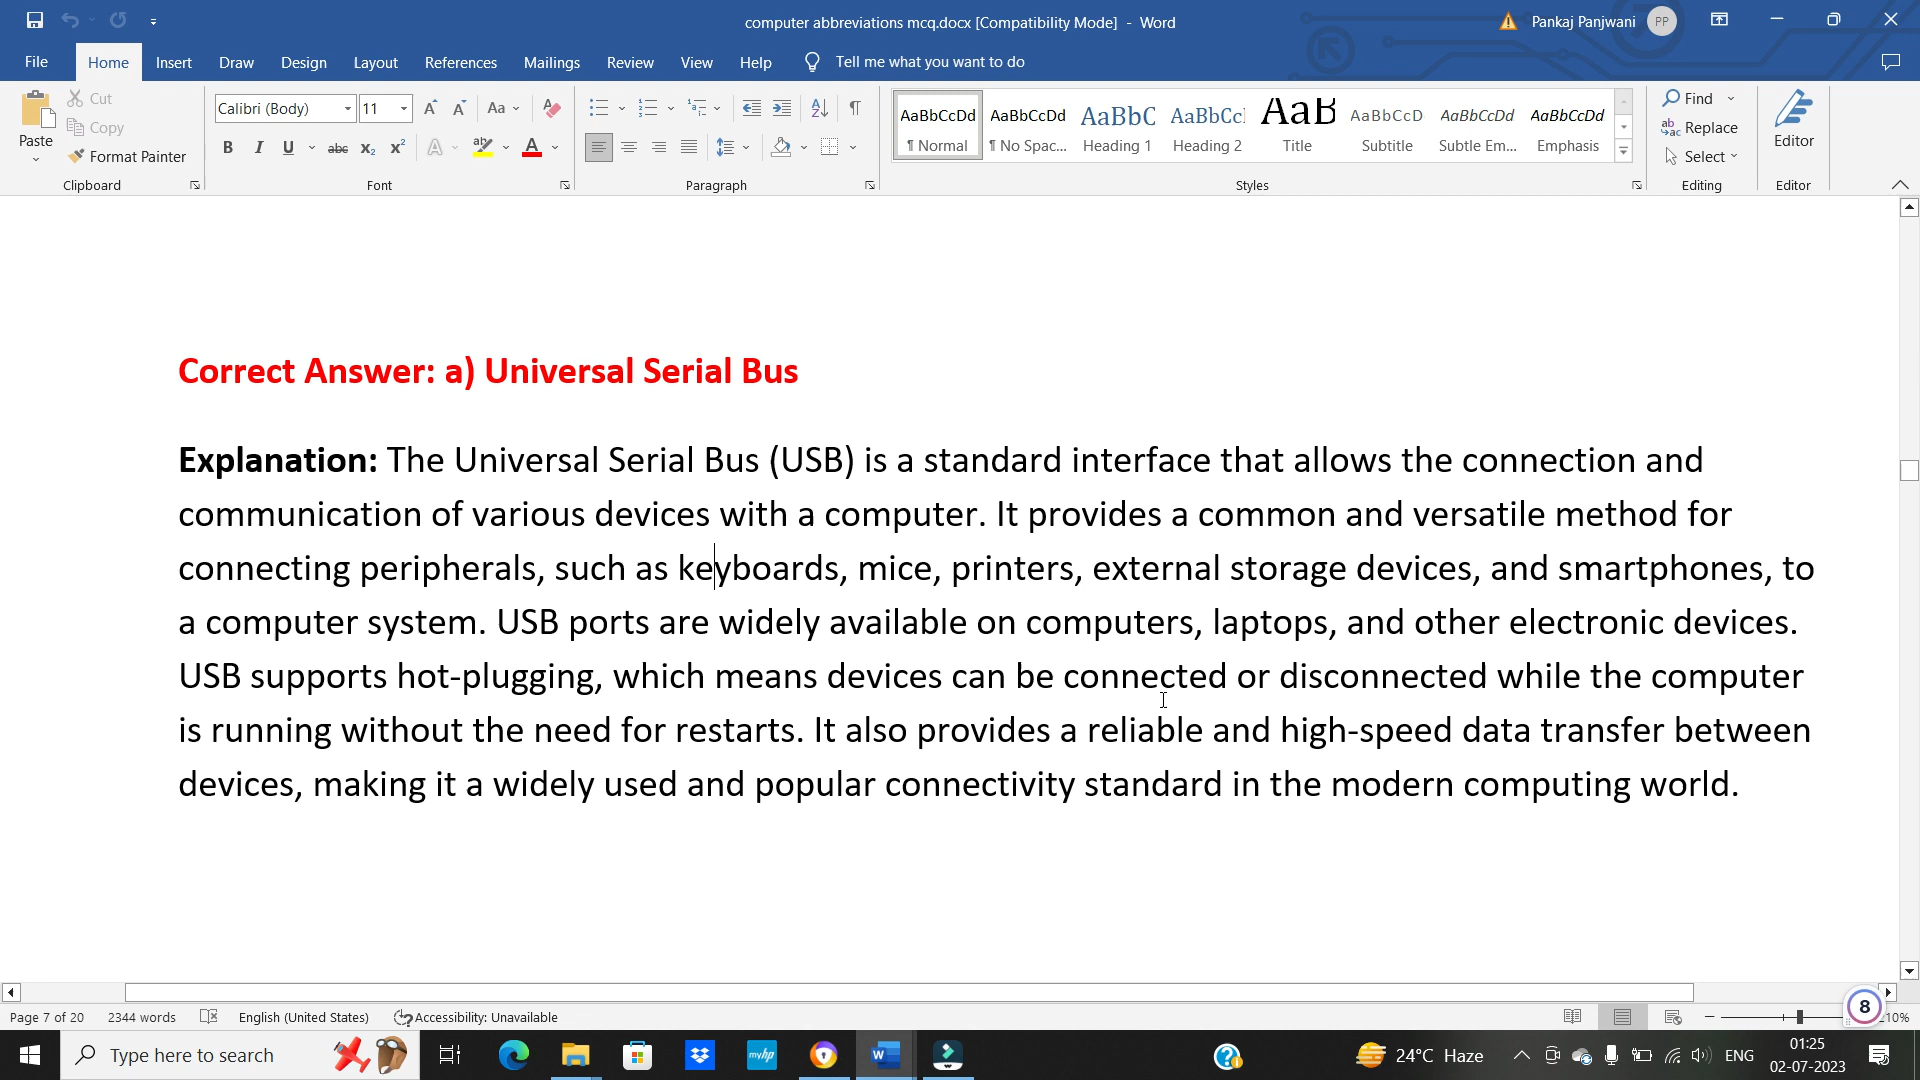 computer abbreviations mcq.docx [Compatibility Mode] - Word
Pankaj Panjwani PP
File Home Insert Draw Design Layout References Mailings Review View Help Tell me what you want to do
Paste
Cut
Copy
Format Painter
Clipboard
Calibri (Body) 11
Font
Paragraph
AaBbCcDd AaBbCcDd AaBbC AaBbCc AaB AaBbCcD AaBbCcDd AaBbCcDd
¶ Normal ¶ No Spac... Heading 1 Heading 2 Title Subtitle Subtle Em... Emphasis
Styles
Find
Replace
Select
Editing
Editor
Editor
Correct Answer: a) Universal Serial Bus
Explanation: The Universal Serial Bus (USB) is a standard interface that allows the connection and
communication of various devices with a computer. It provides a common and versatile method for
connecting peripherals, such as keyboards, mice, printers, external storage devices, and smartphones, to
a computer system. USB ports are widely available on computers, laptops, and other electronic devices.
USB supports hot-plugging, which means devices can be connected or disconnected while the computer
is running without the need for restarts. It also provides a reliable and high-speed data transfer between
devices, making it a widely used and popular connectivity standard in the modern computing world.
Page 7 of 20 2344 words English (United States) Accessibility: Unavailable
8
Type here to search
myhp
24°C Haze
ENG
01:25
02-07-2023